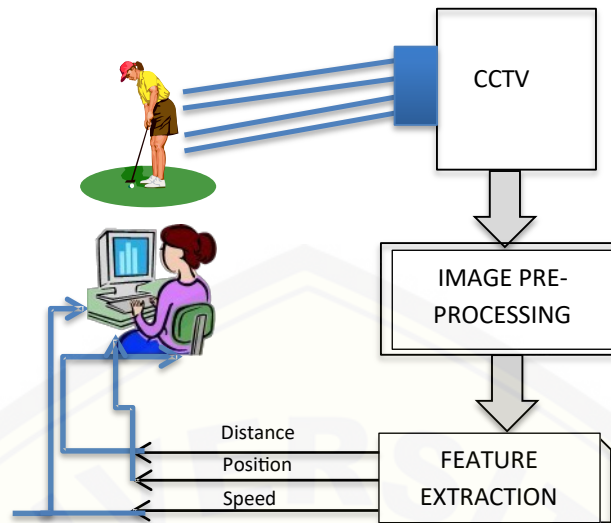 CCTV
IMAGE PRE-
PROCESSING
Distance
Position
Speed
FEATURE
EXTRACTION